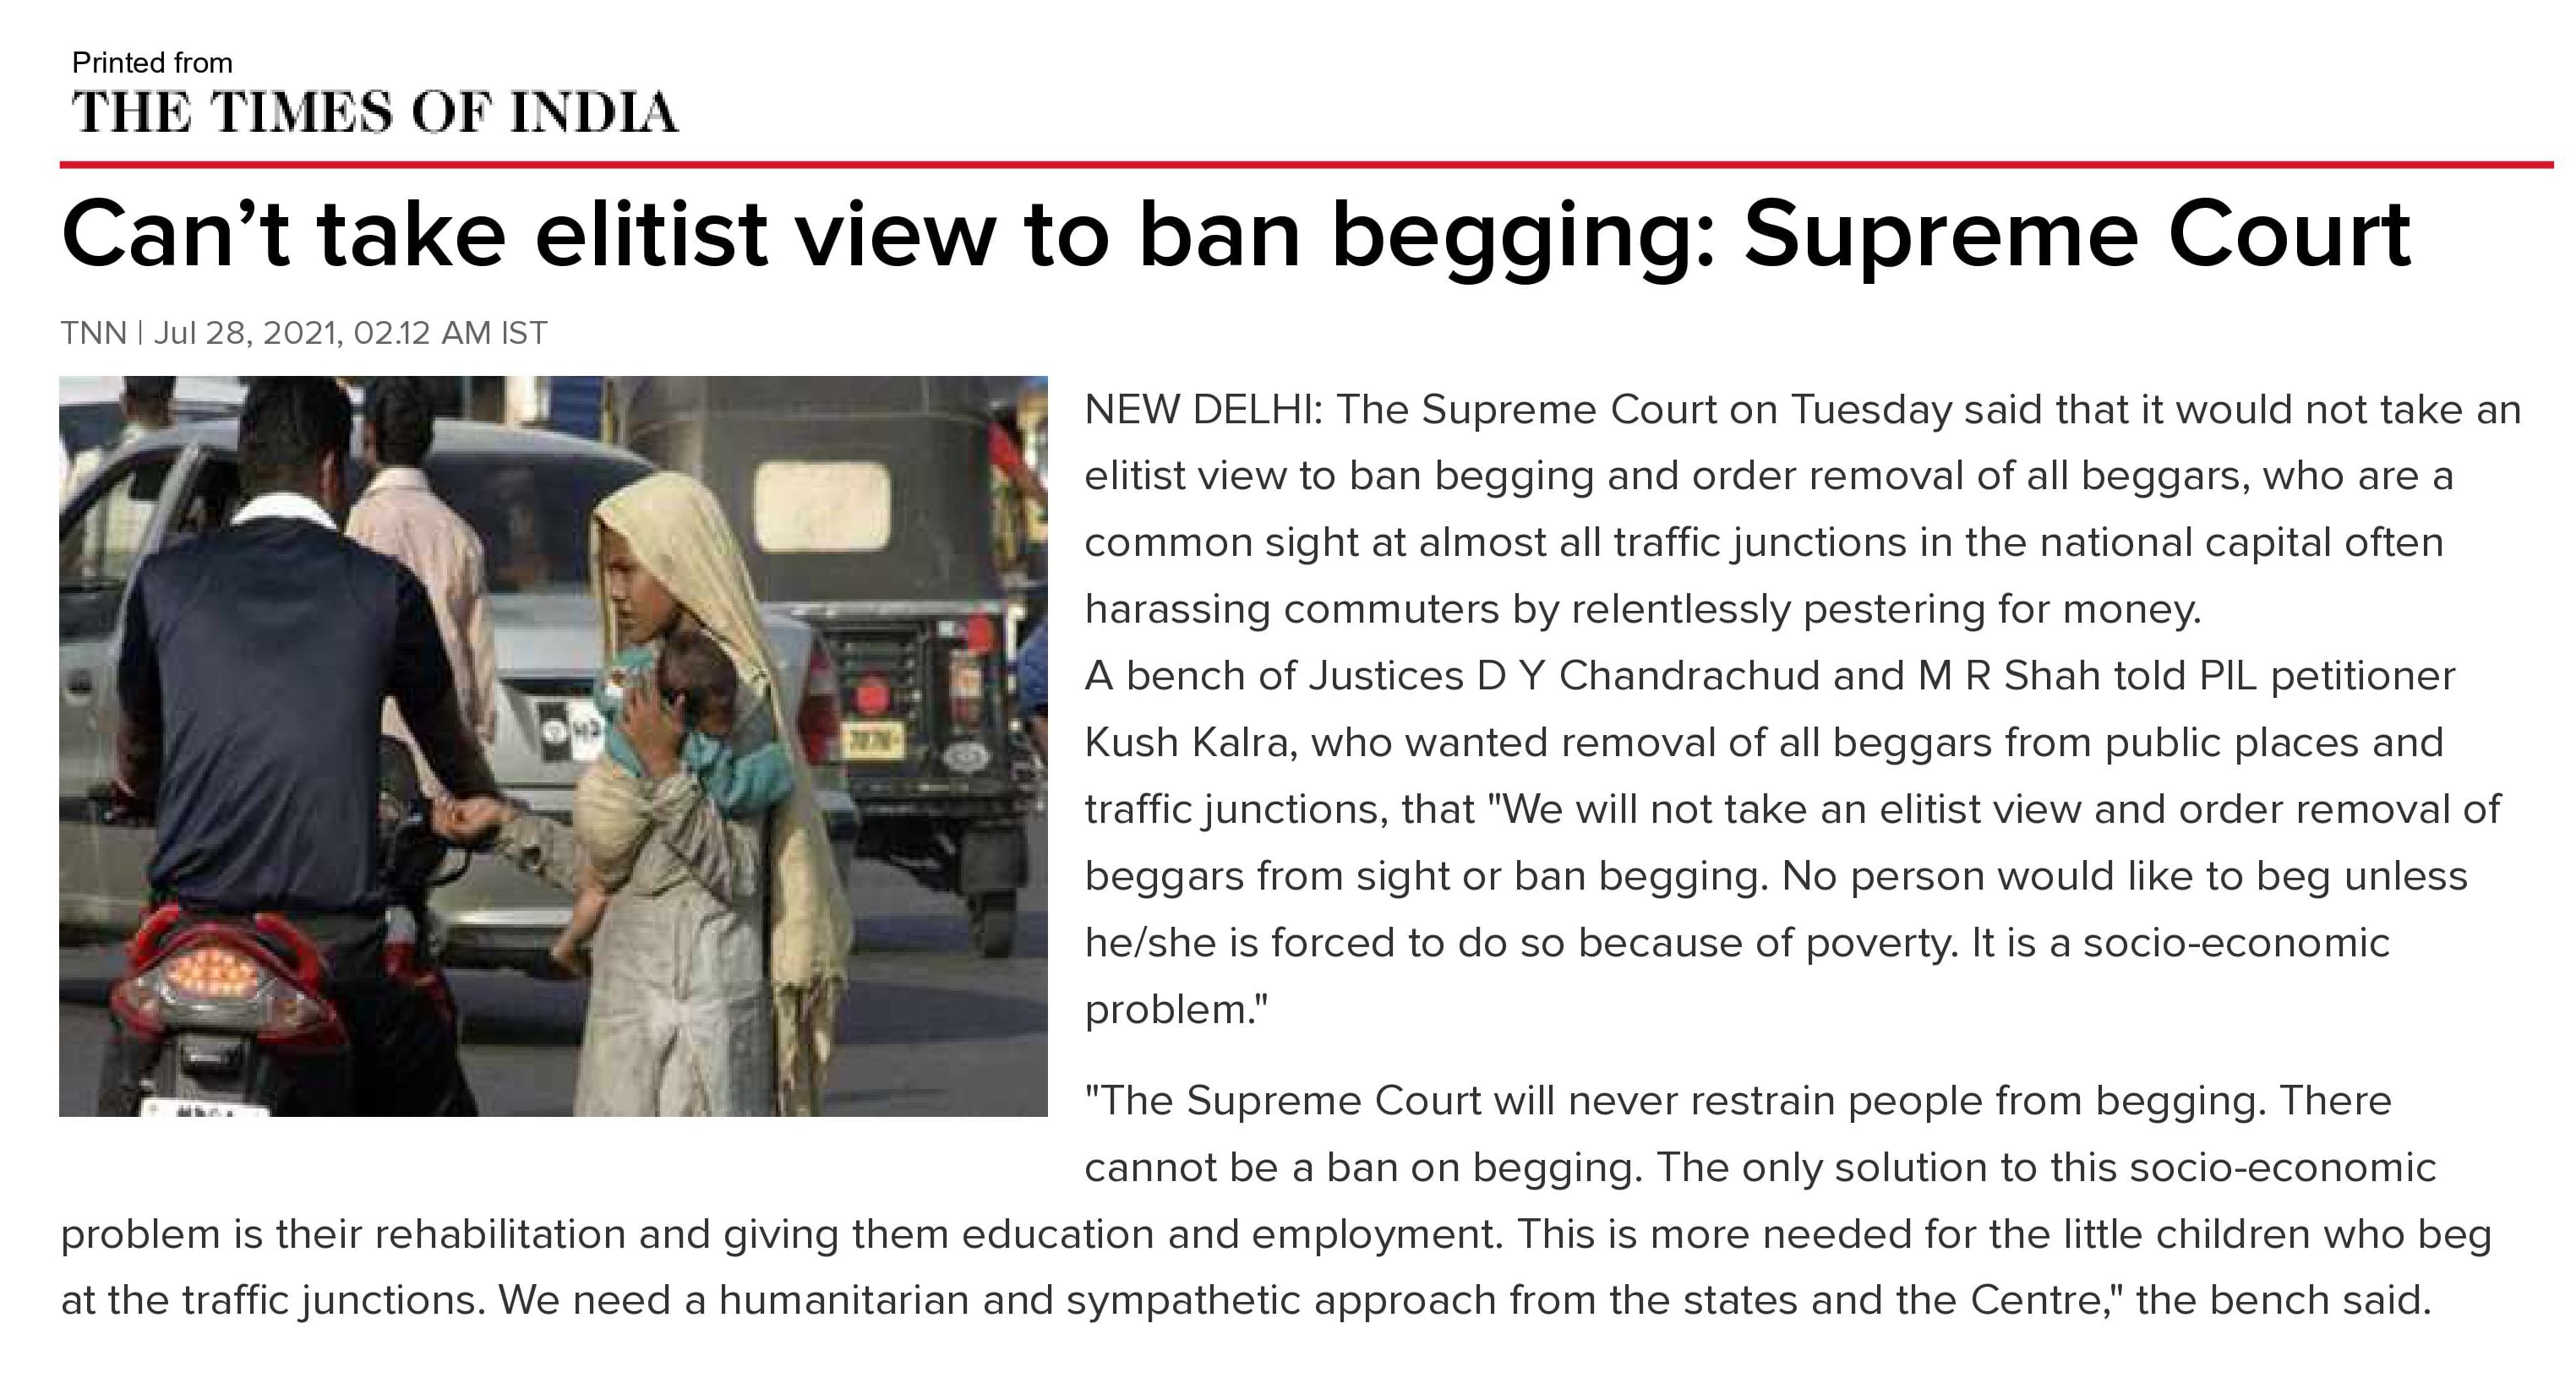 Printed from
THE TIMES OF INDIA
Can’t take elitist view to ban begging: Supreme Court
TNN | Jul 28, 2021, 02.12 AM IST
NEW DELHI: The Supreme Court on Tuesday said that it would not take an
elitist view to ban begging and order removal of all beggars, who are a
common sight at almost all traffic junctions in the national capital often
harassing commuters by relentlessly pestering for money.
A bench of Justices D Y Chandrachud and M R Shah told PIL petitioner
Kush Kalra, who wanted removal of all beggars from public places and
traffic junctions, that "We will not take an elitist view and order removal of
beggars from sight or ban begging. No person would like to beg unless
he/she is forced to do so because of poverty. It is a socio-economic
problem."
"The Supreme Court will never restrain people from begging. There
cannot be a ban on begging. The only solution to this socio-economic
problem is their rehabilitation and giving them education and employment. This is more needed for the little children who beg
at the traffic junctions. We need a humanitarian and sympathetic approach from the states and the Centre," the bench said.